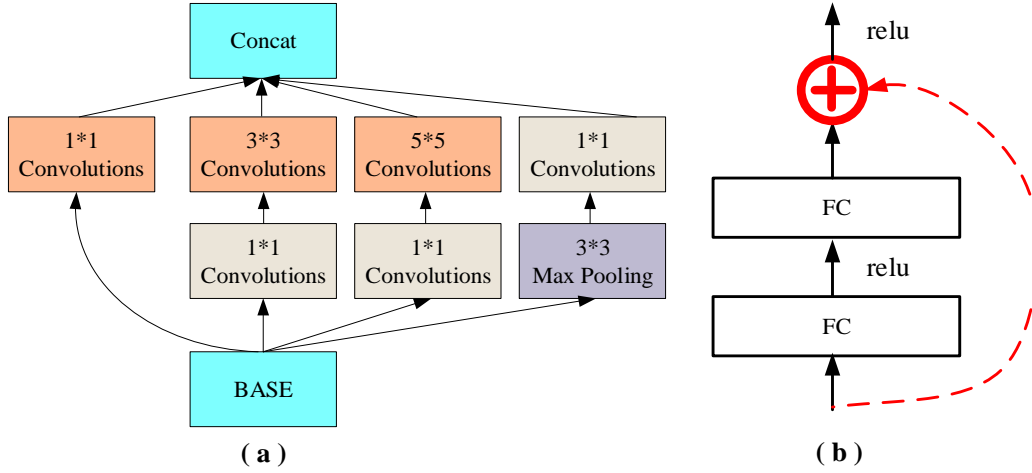 Concat
1*1
Convolutions
3*3
Convolutions
5*5
Convolutions
1*1
Convolutions
1*1
Convolutions
1*1
Convolutions
3*3
Max Pooling
BASE
( a )
relu
FC
relu
FC
( b )